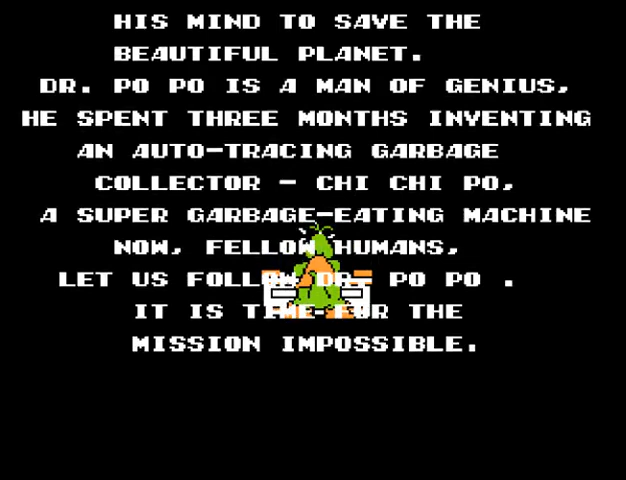 HIS MIND TO SAVE THE
BEAUTIFUL PLANET.
DR. PO PO IS A MAN OF GENIUS,
HE SPENT THREE MONTHS INVENTING
AN AUTO-TRACING GARBAGE
COLLECTOR - CHI CHI PO,
A SUPER GARBAGE-EATING MACHINE
NOW, FELLOW HUMANS,
LET US FOLLOW DR. PO PO .
IT IS TIME FOR THE
MISSION IMPOSSIBLE.